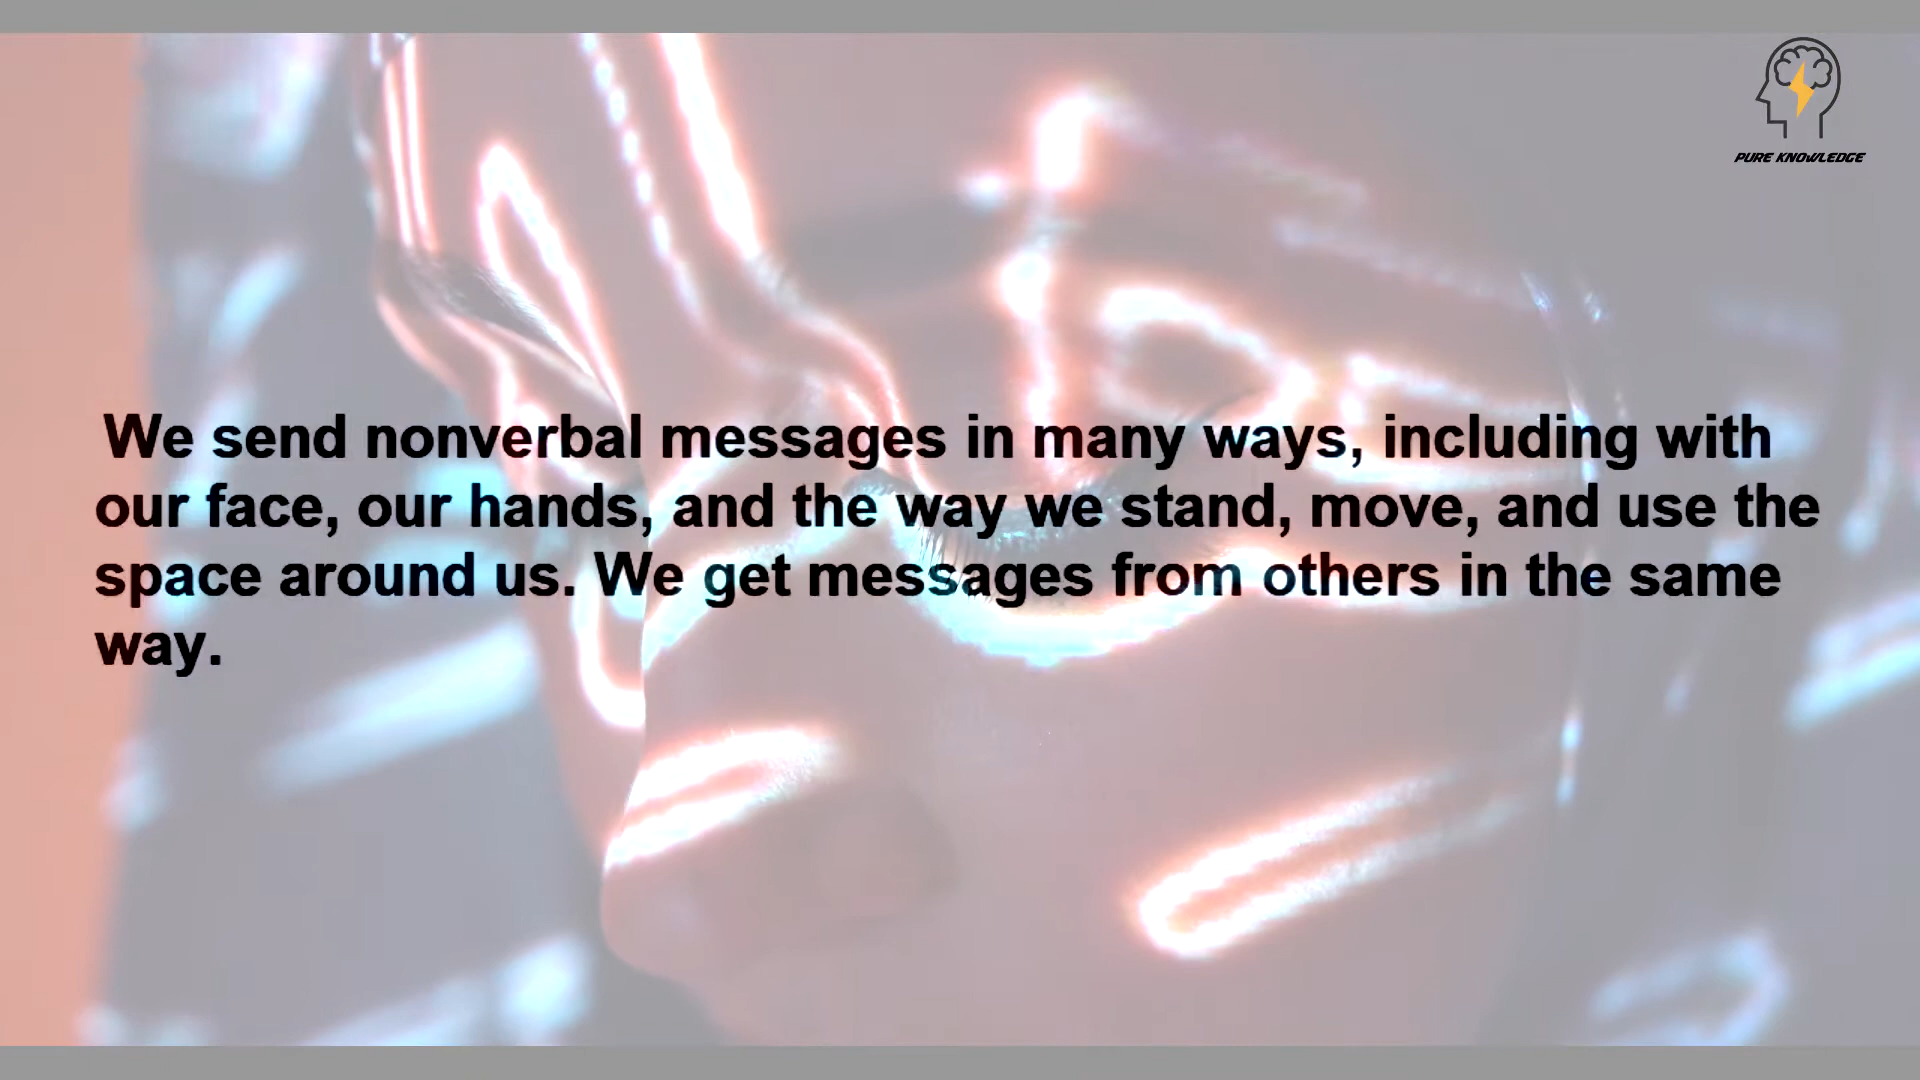 PURE KNOWLEDGE
We send nonverbal messages in many ways, including with
our face, our hands, and the way we stand, move, and use the
space around us. We get messages from others in the same
way.